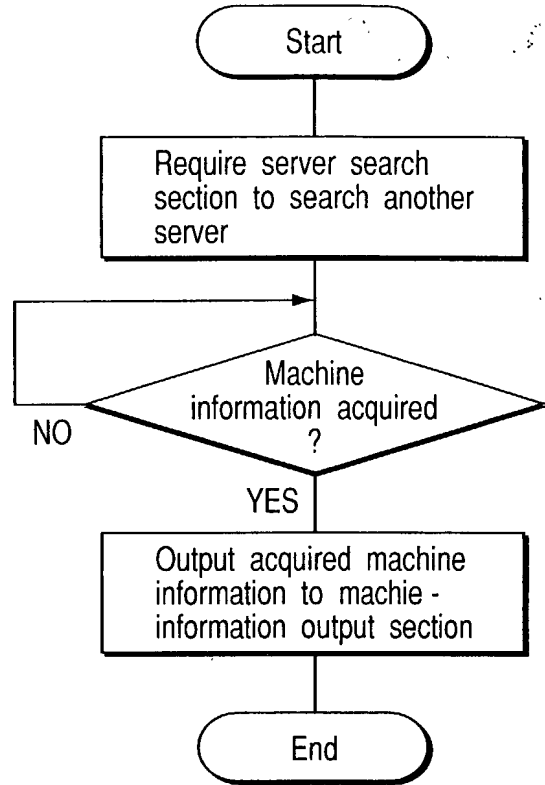 Start
Require server search
section to search another
server
Machine
information acquired
?
NO
YES
Output acquired machine
information to machie -
information output section
End